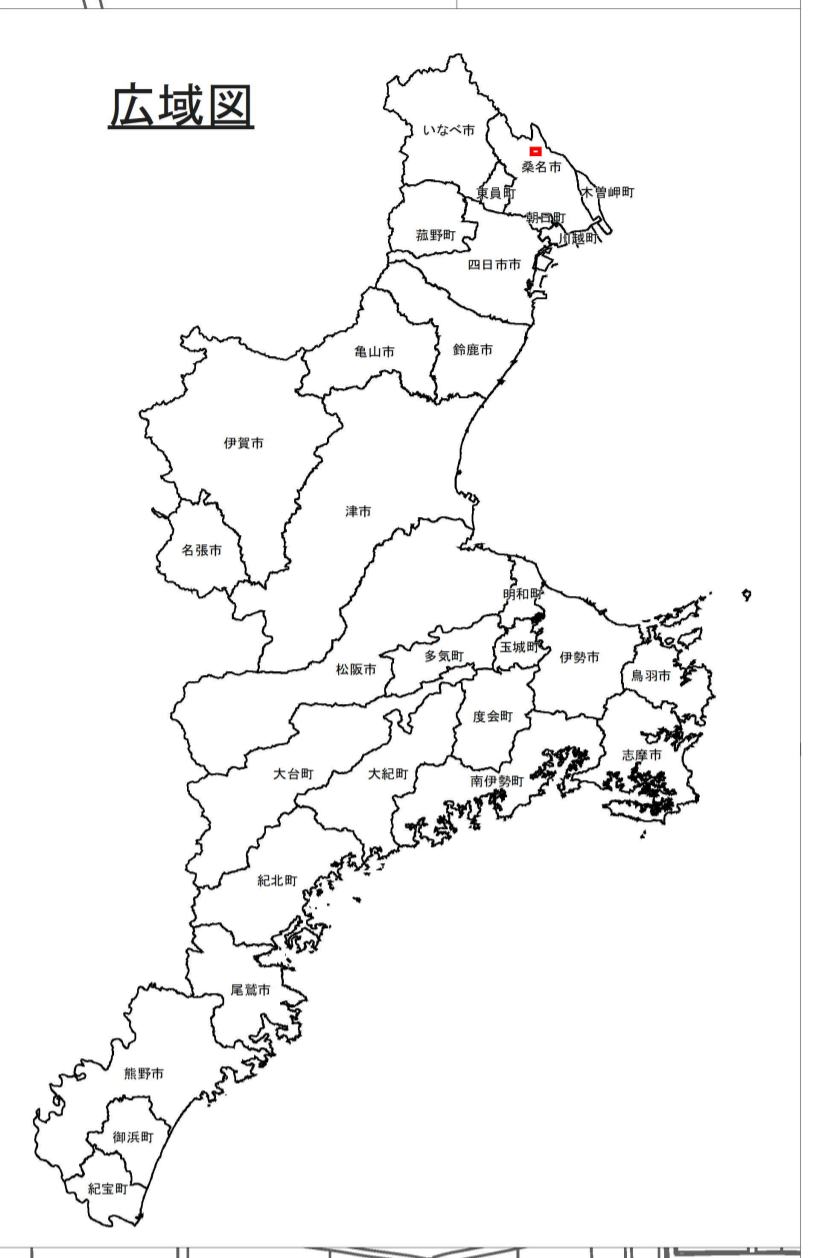 広域図
いなべ市
桑名市
東員町
木曽岬町
朝日町
菰野町
川越町
四日市市
亀山市
鈴鹿市
伊賀市
津市
名張市
明和町
多気町
玉城町
伊勢市
松阪市
鳥羽市
度会町
志摩市
大台町
大紀町
南伊勢町
紀北町
尾鷲市
熊野市
御浜町
紀宝町